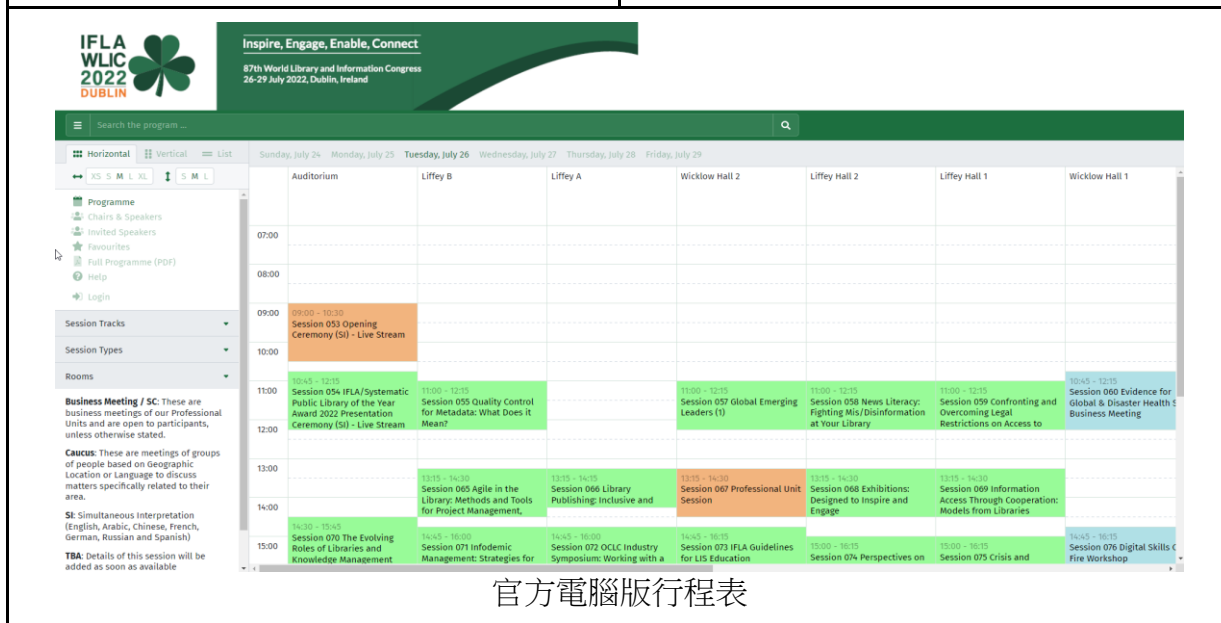 IFLA
WLIC
2022
DUBLIN
Inspire, Engage, Enable, Connect
87th World Library and Information Congress
26-29 July 2022, Dublin, Ireland
Search the program ...
Horizontal Vertical List
Sunday, July 24 Monday, July 25 Tuesday, July 26 Wednesday, July 27 Thursday, July 28 Friday, July 29
XS S M L XL S M L
Auditorium Liffey B Liffey A Wicklow Hall 2 Liffey Hall 2 Liffey Hall 1 Wicklow Hall 1
Programme
Chairs & Speakers
Invited Speakers
Favourites
Full Programme (PDF)
Help
Login
Session Tracks
Session Types
Rooms
Business Meeting / SC: These are
business meetings of our Professional
Units and are open to participants,
unless otherwise stated.
Caucus: These are meetings of groups
of people based on Geographic
Location or Language to discuss
matters specifically related to their
area.
SI: Simultaneous Interpretation
(English, Arabic, Chinese, French,
German, Russian and Spanish)
TBA: Details of this session will be
added as soon as available
07:00
08:00
09:00
10:00
11:00
12:00
13:00
14:00
15:00
09:00 - 10:30
Session 053 Opening
Ceremony (SI) - Live Stream
10:45 - 12:15
Session 054 IFLA/Systematic
Public Library of the Year
Award 2022 Presentation
Ceremony (SI) - Live Stream
11:00 - 12:15
Session 055 Quality Control
for Metadata: What Does it
Mean?
11:00 - 12:15
Session 057 Global Emerging
Leaders (1)
11:00 - 12:15
Session 058 News Literacy:
Fighting Mis/Disinformation
at Your Library
11:00 - 12:15
Session 059 Confronting and
Overcoming Legal
Restrictions on Access to
10:45 - 12:15
Session 060 Evidence for
Global & Disaster Health S
Business Meeting
13:15 - 14:30
Session 065 Agile in the
Library: Methods and Tools
for Project Management,
13:15 - 14:15
Session 066 Library
Publishing: Inclusive and
13:15 - 14:30
Session 067 Professional Unit
Session
13:15 - 14:30
Session 068 Exhibitions:
Designed to Inspire and
Engage
13:15 - 14:30
Session 069 Information
Access Through Cooperation:
Models from Libraries
14:30 - 15:45
Session 070 The Evolving
Roles of Libraries and
Knowledge Management
14:45 - 16:00
Session 071 Infodemic
Management: Strategies for
14:45 - 16:00
Session 072 OCLC Industry
Symposium: Working with a
14:45 - 16:15
Session 073 IFLA Guidelines
for LIS Education
15:00 - 16:15
Session 074 Perspectives on
15:00 - 16:15
Session 075 Crisis and
14:45 - 16:15
Session 076 Digital Skills C
Fire Workshop
官方電腦版行程表